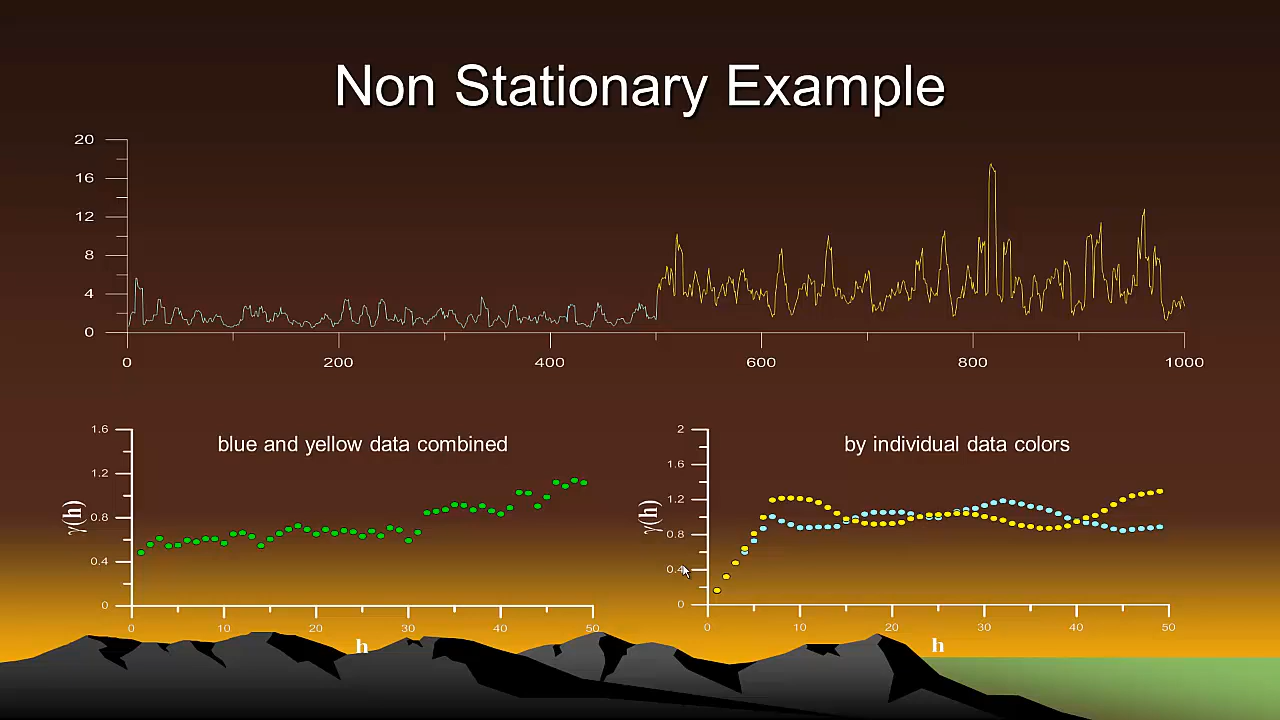 Non Stationary Example
20
16
12
8
4
0
0 200 400 600 800 1000
blue and yellow data combined
1.6
1.2
0.8
0.4
0
γ(h)
0 10 20 30 40 50
h
by individual data colors
2
1.6
1.2
0.8
0.4
0
γ(h)
0 10 20 30 40 50
h